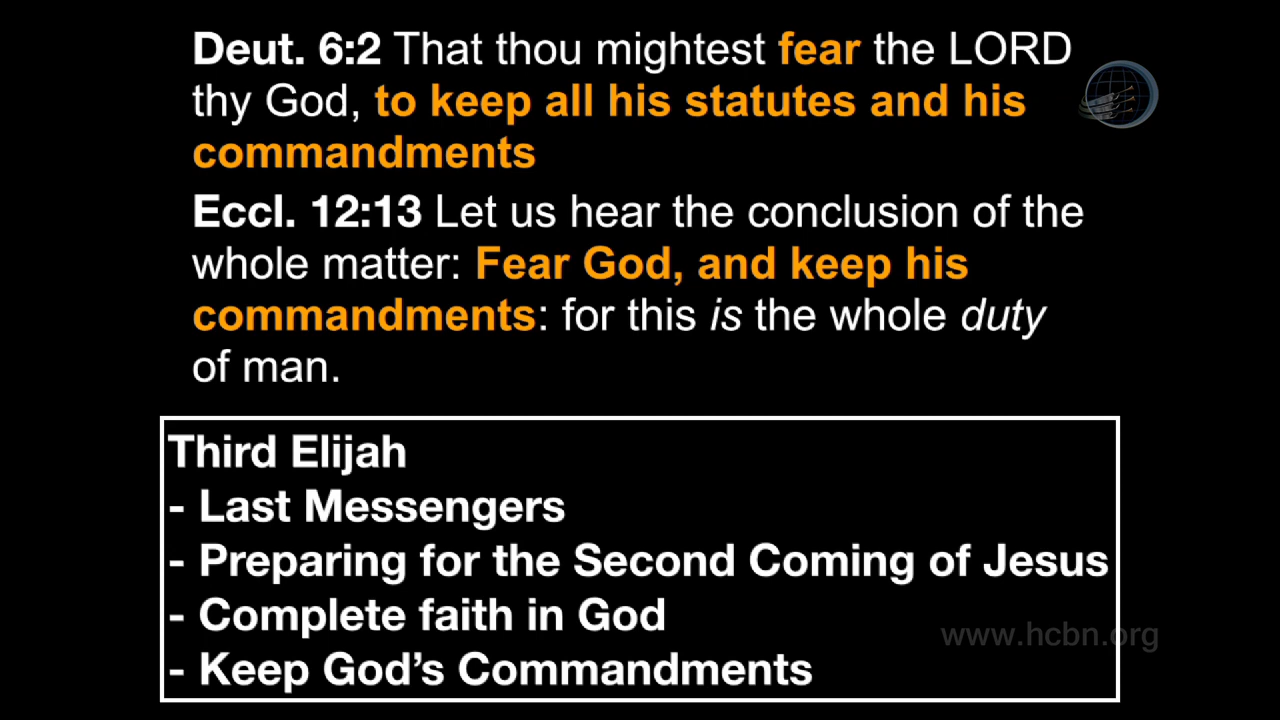 Deut. 6:2 That thou mightest fear the LORD
thy God, to keep all his statutes and his
commandments
Eccl. 12:13 Let us hear the conclusion of the
whole matter: Fear God, and keep his
commandments: for this is the whole duty
of man.
Third Elijah
- Last Messengers
- Preparing for the Second Coming of Jesus
- Complete faith in God
www.hcbn.org
- Keep God’s Commandments